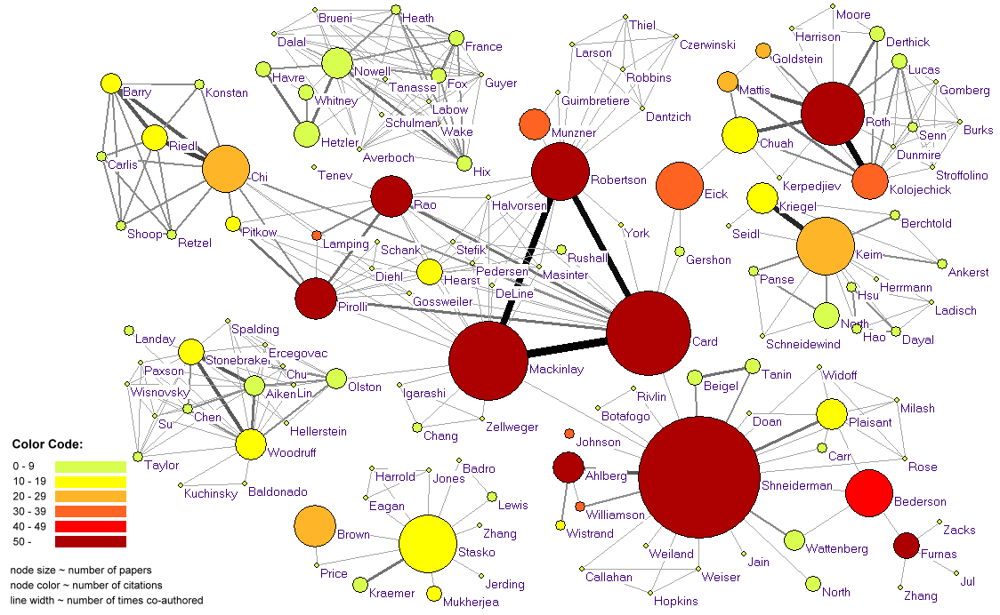 Brueni
Heath
Dalal
France
Nowell
Havre
Tanasse
Fox
Guyer
Whitney
Labow
Schulman
Wake
Hetzler
Averboch
Hix
Tenev
Thiel
Czerwinski
Larson
Robbins
Guimbretiere
Dantzich
Munzner
Robertson
Moore
Harrison
Derthick
Goldstein
Lucas
Mattis
Gomberg
Roth
Burks
Chuah
Senn
Dunmire
Stroffolino
Kerpedjiev
Kolojechick
Barry
Konstan
Riedl
Carlis
Chi
Shoop
Retzel
Pitkow
Rao
Halvorsen
Lamping
Schank
Stefik
York
Rushall
Eick
Gershon
Diehl
Hearst
Pedersen
Masinter
DeLine
Gossweiler
Pirolli
Card
Mackinlay
Kriegel
Seidl
Berchtold
Keim
Ankerst
Panse
Herrmann
Hsu
Ladisch
North
Hao
Dayal
Schneidewind
Spalding
Landay
Stonebraker
Ercegovac
Paxson
Chu
Wisnovsky
Aiken
Lin
Olston
Su
Chen
Hellerstein
Woodruff
Taylor
Kuchinsky
Baldonado
Igarashi
Chang
Zellweger
Beigel
Tanin
Rivlin
Botafogo
Widoff
Doan
Plaisant
Milash
Johnson
Carr
Rose
Ahlberg
Shneiderman
Bederson
Williamson
Wistrand
Wattenberg
Zacks
Furnas
Weiland
Jain
Callahan
Weiser
Hopkins
North
Zhang
Jul
Harrold
Jones
Badro
Eagan
Lewis
Brown
Zhang
Stasko
Price
Kraemer
Jerding
Mukherjea
Color Code:
0 - 9
10 - 19
20 - 29
30 - 39
40 - 49
50 -
node size ~ number of papers
node color ~ number of citations
line width ~ number of times co-authored